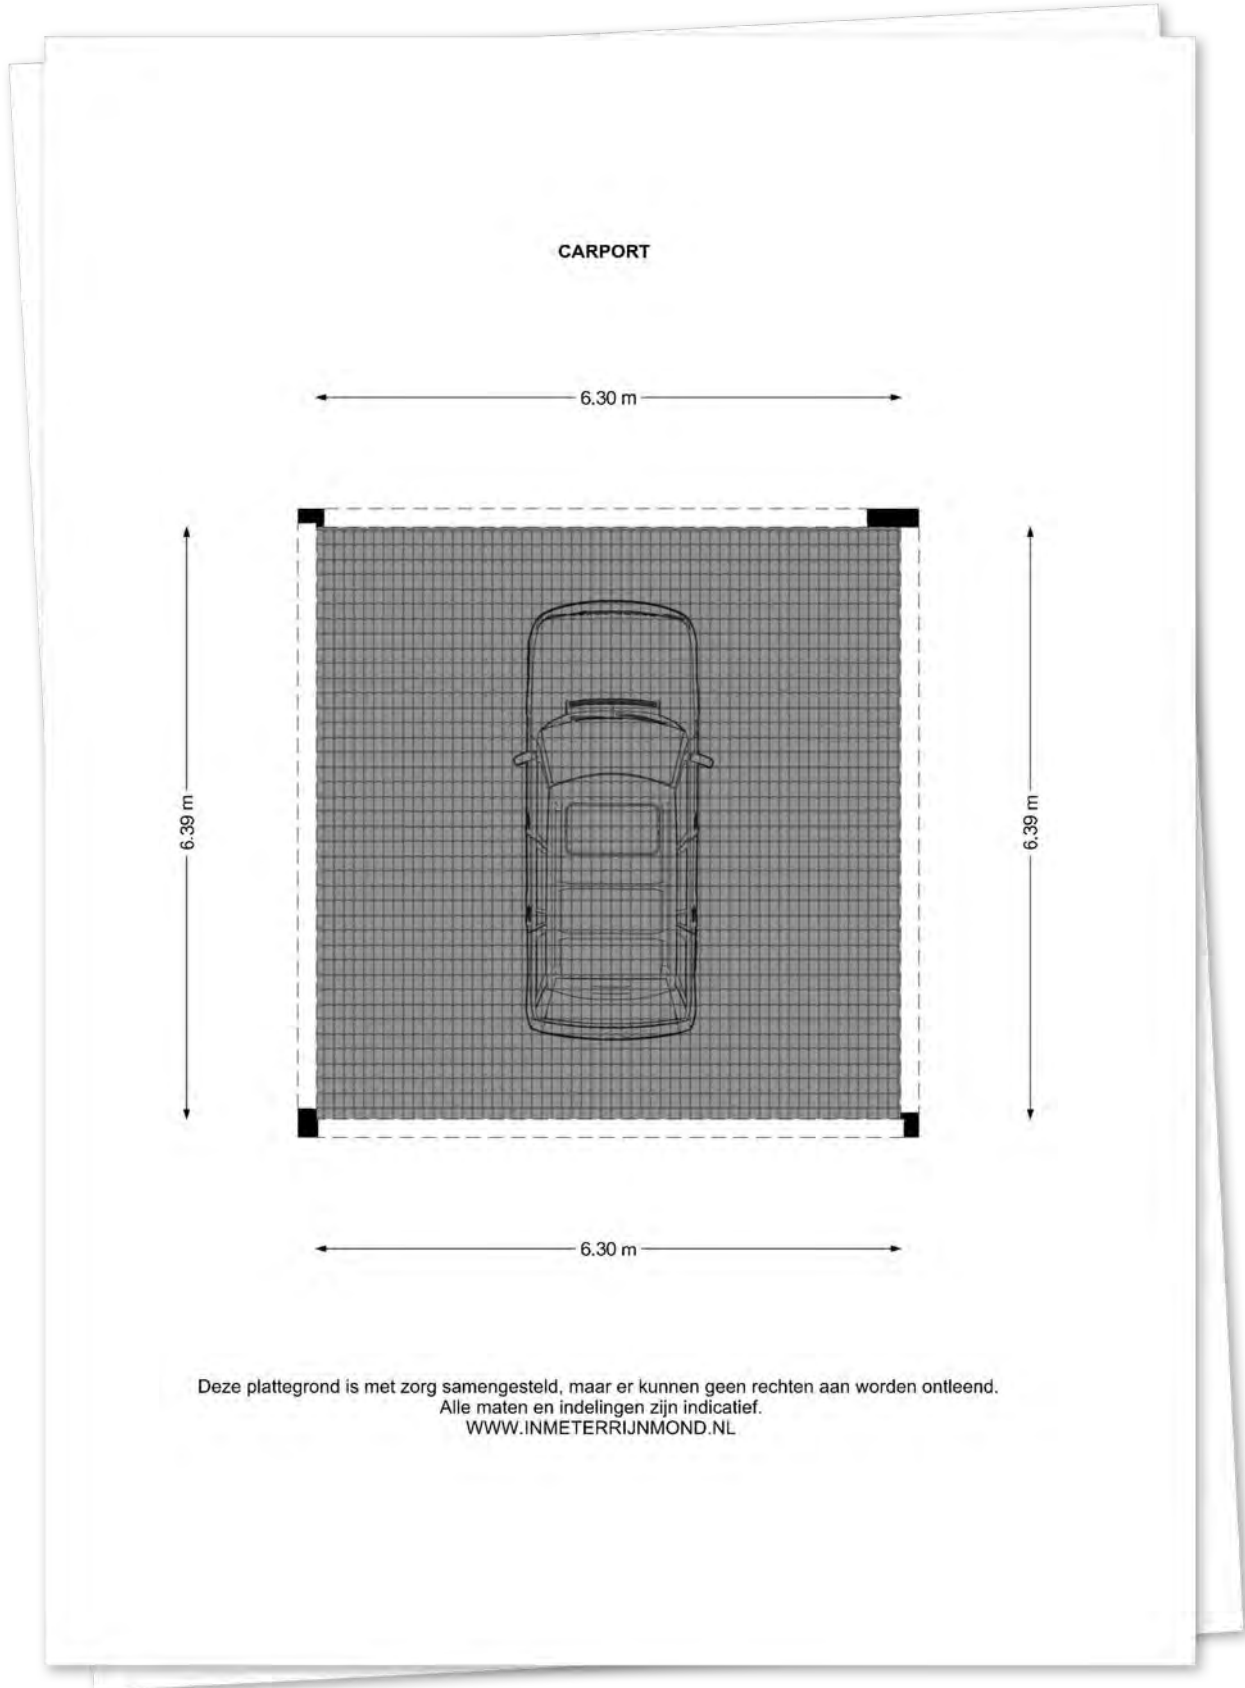 CARPORT
6.30 m
6.39 m
6.39 m
6.30 m
Deze plattegrond is met zorg samengesteld, maar er kunnen geen rechten aan worden ontleend.
Alle maten en indelingen zijn indicatief.
WWW.INMETERRIJNMOND.NL